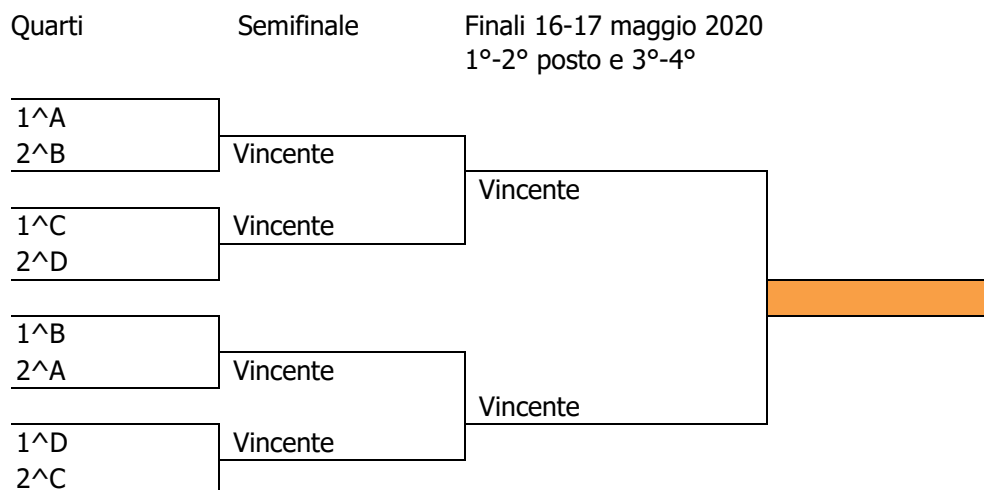 Quarti Semifinale Finali 16-17 maggio 2020
1°-2° posto e 3°-4°
1^A
2^B Vincente
Vincente
1^C Vincente
2^D
1^B
2^A Vincente
Vincente
1^D Vincente
2^C